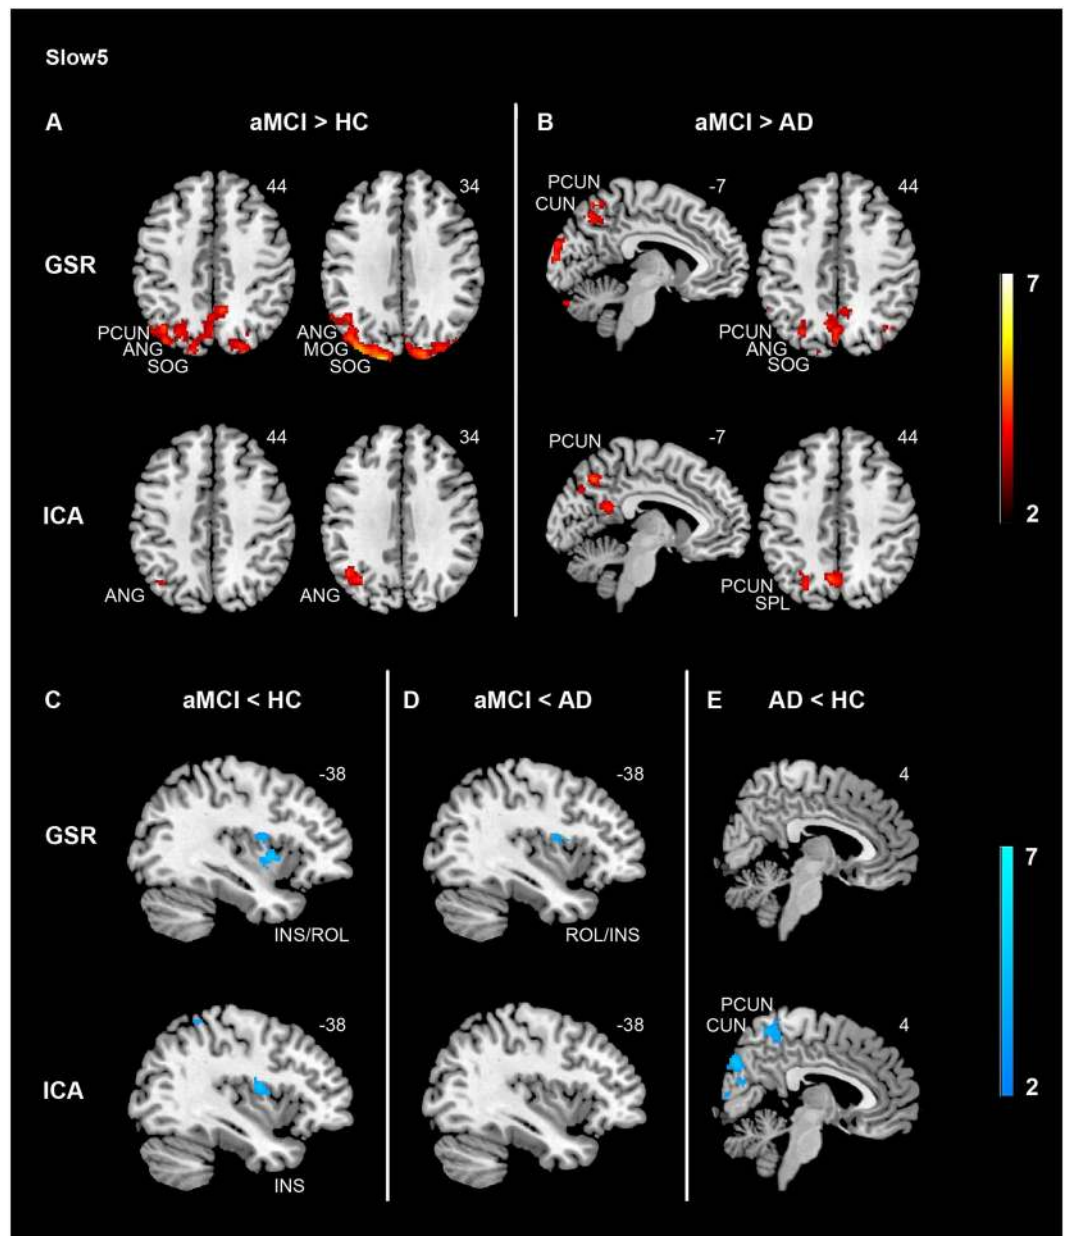 Slow5
A aMCI > HC B aMCI > AD
GSR
44
34
PCUN
ANG
SOG
ANG
MOG
SOG
PCUN
CUN
-7
44
PCUN
ANG
SOG
7
2
ICA
44
34
ANG
ANG
PCUN
-7
44
PCUN
SPL
C aMCI < HC D aMCI < AD E AD < HC
GSR
-38
INS/ROL
-38
ROL/INS
4
7
2
ICA
-38
INS
-38
PCUN
CUN
4